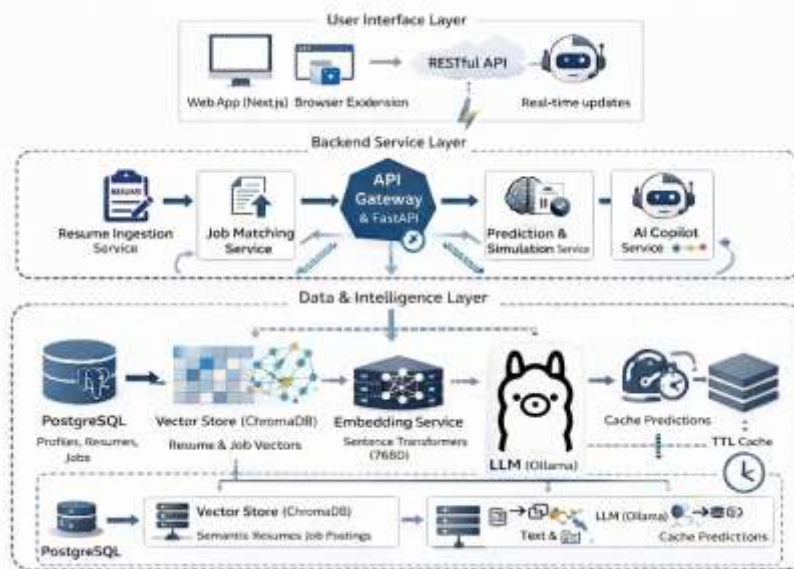 User Interface Layer
RESTful API
Web App (Next.js) Browser Exodension
Real-time updates
Backend Service Layer
RESUME
API
Gateway
& FastAPI
Resume Ingestion
Service
Job Matching
Service
Prediction &
Simulation Service
AI Copilot
Service
Data & Intelligence Layer
PostgreSQL
Profiles, Resumes,
Jobs
Vector Store (ChromaDB)
Resume & Job Vectors
Embedding Service
Sentence Transformers
(768D)
LLM (Ollama)
Cache Predictions
TTL Cache
PostgreSQL
Vector Store (ChromaDB)
Semantic Resumes Job Postings
Text &
LLM (Ollama)
Cache Predictions